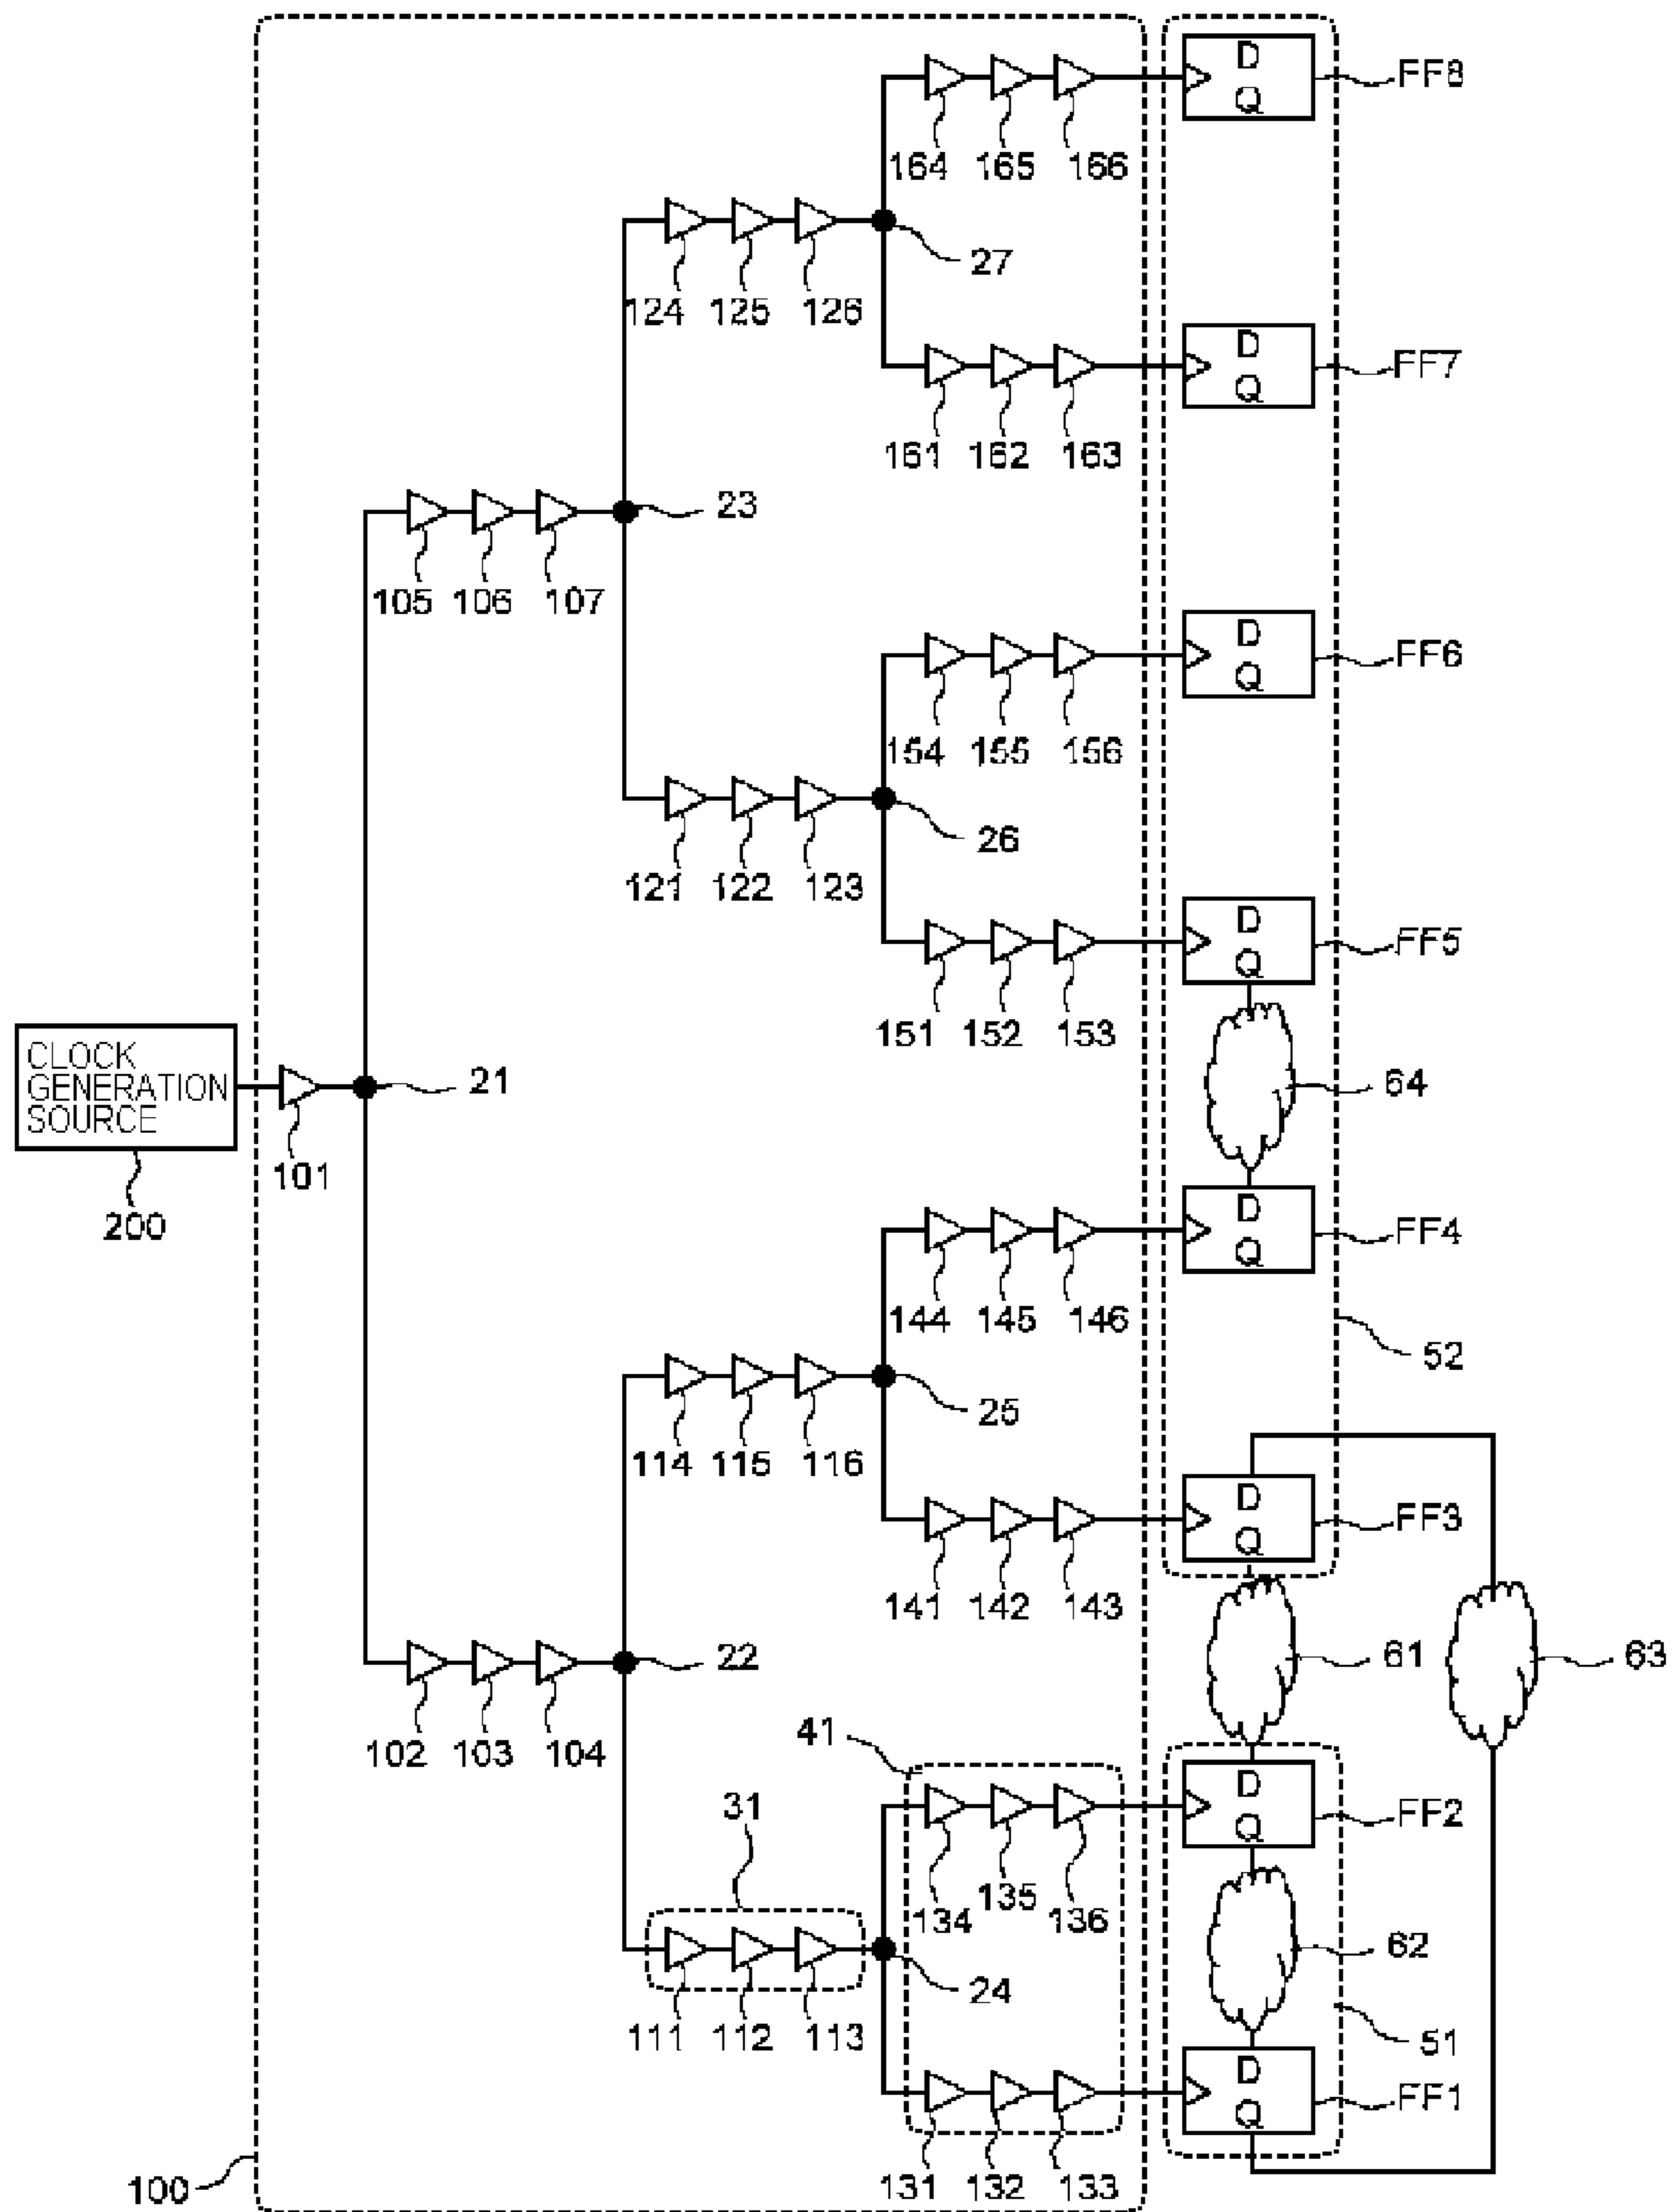 D
Q
FF8
164 165 166
27
124 125 126
D
Q
FF7
161 162 163
23
105 106 107
D
Q
FF6
154 155 156
26
121 122 123
D
Q
FF5
151 152 153
CLOCK
GENERATION
SOURCE
21
64
101
200
D
Q
FF4
144 145 146
52
25
114 115 116
D
Q
FF3
141 142 143
22
61
63
102 103 104
41
D
Q
FF2
31
134 135 136
62
24
111 112 113
51
D
Q
FF1
131 132 133
100